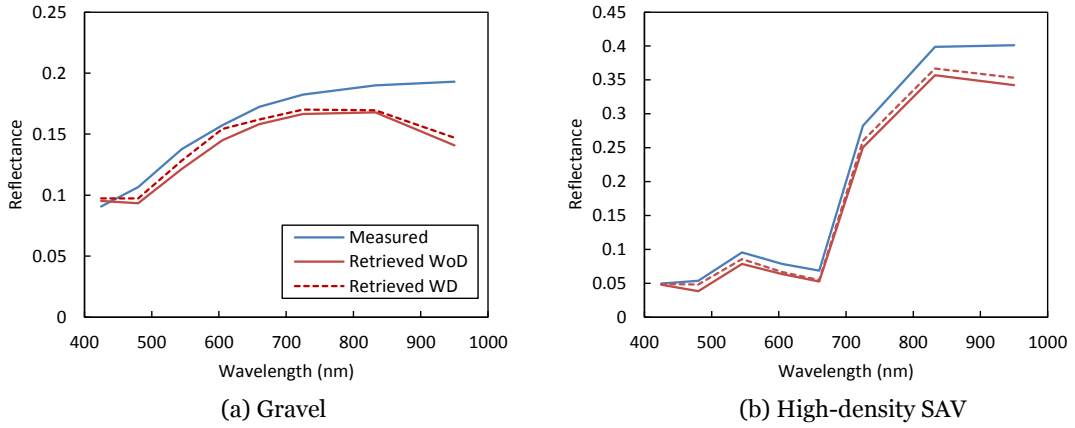 0.25
0.2
0.15
0.1
0.05
0
Reflectance
400 500 600 700 800 900 1000
Wavelength (nm)
Measured
Retrieved WoD
Retrieved WD
(a) Gravel
0.45
0.4
0.35
0.3
0.25
0.2
0.15
0.1
0.05
0
Reflectance
400 500 600 700 800 900 1000
Wavelength (nm)
(b) High-density SAV